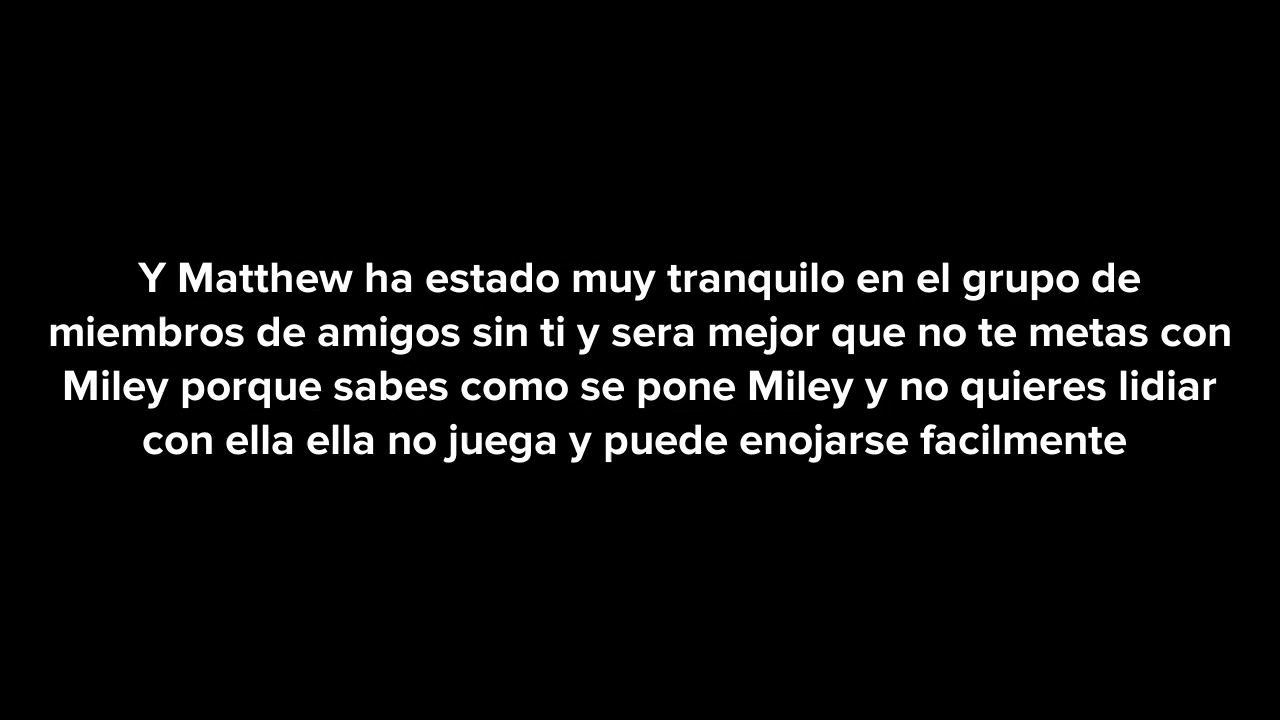 Y Matthew ha estado muy tranquilo en el grupo de
miembros de amigos sin ti y sera mejor que no te metas con
Miley porque sabes como se pone Miley y no quieres lidiar
con ella ella no juega y puede enojarse facilmente